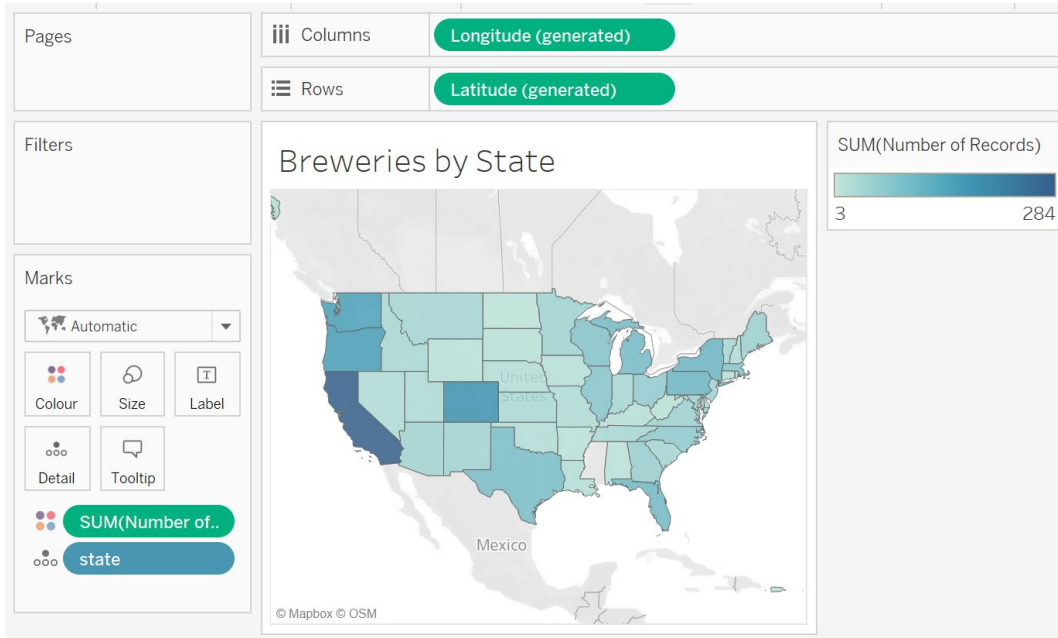 Pages
Columns
Longitude (generated)
Rows
Latitude (generated)
Filters
Breweries by State
SUM(Number of Records)
3
284
Marks
Automatic
Colour
Size
T
Label
Detail
Tooltip
SUM(Number of..
state
United
States
Mexico
© Mapbox © OSM